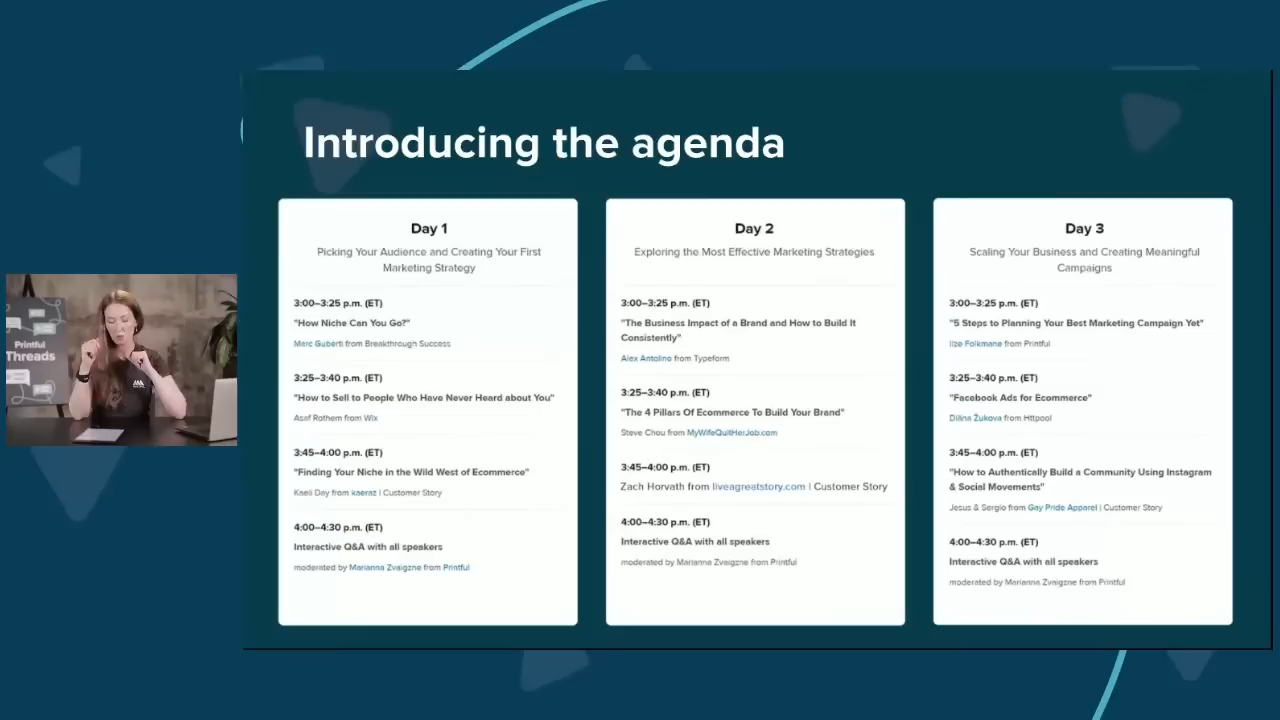 Introducing the agenda
Day 1
Picking Your Audience and Creating Your First
Marketing Strategy
3:00–3:25 p.m. (ET)
"How Niche Can You Go?"
Marc Guberti from Breakthrough Success
3:25–3:40 p.m. (ET)
"How to Sell to People Who Have Never Heard about You"
Asaf Rothem from Wix
3:45–4:00 p.m. (ET)
"Finding Your Niche in the Wild West of Ecommerce"
Kaeli Day from kaeraz | Customer Story
4:00–4:30 p.m. (ET)
Interactive Q&A with all speakers
moderated by Marianna Zvaigzne from Printful
Day 2
Exploring the Most Effective Marketing Strategies
3:00–3:25 p.m. (ET)
"The Business Impact of a Brand and How to Build It
Consistently"
Alex Antolino from Typeform
3:25–3:40 p.m. (ET)
"The 4 Pillars Of Ecommerce To Build Your Brand"
Steve Chou from MyWifeQuitHerJob.com
3:45–4:00 p.m. (ET)
Zach Horvath from liveagreatstory.com | Customer Story
4:00–4:30 p.m. (ET)
Interactive Q&A with all speakers
moderated by Marianna Zvaigzne from Printful
Day 3
Scaling Your Business and Creating Meaningful
Campaigns
3:00–3:25 p.m. (ET)
"5 Steps to Planning Your Best Marketing Campaign Yet"
Ilze Folkmane from Printful
3:25–3:40 p.m. (ET)
"Facebook Ads for Ecommerce"
Dilina Žukova from Httpool
3:45–4:00 p.m. (ET)
"How to Authentically Build a Community Using Instagram
& Social Movements"
Jesus & Sergio from Gay Pride Apparel | Customer Story
4:00–4:30 p.m. (ET)
Interactive Q&A with all speakers
moderated by Marianna Zvaigzne from Printful
Printful
Threads